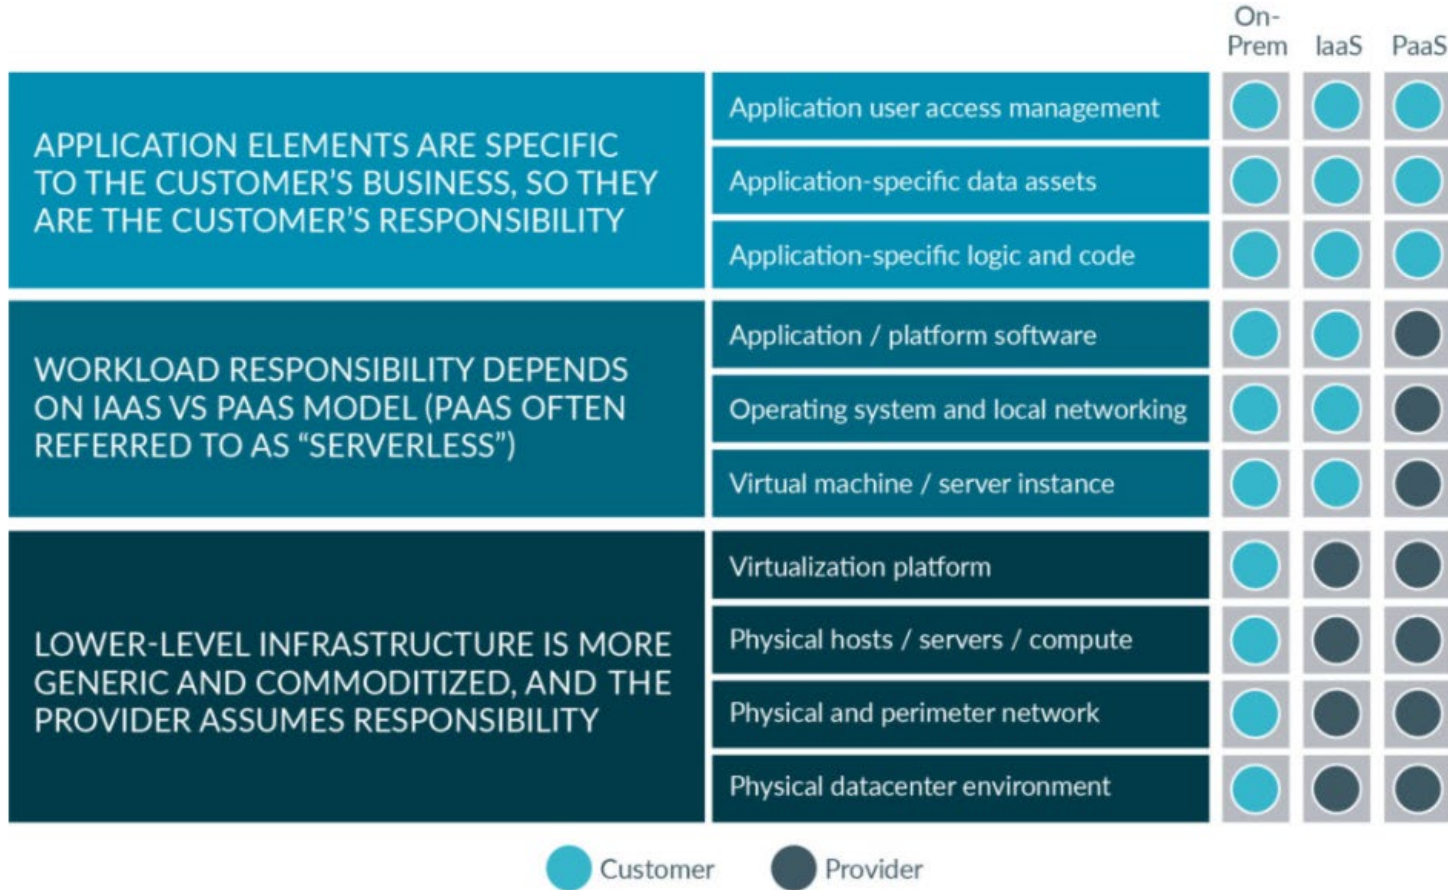 On-
Prem IaaS PaaS
APPLICATION ELEMENTS ARE SPECIFIC
TO THE CUSTOMER’S BUSINESS, SO THEY
ARE THE CUSTOMER’S RESPONSIBILITY
Application user access management
Application-specific data assets
Application-specific logic and code
WORKLOAD RESPONSIBILITY DEPENDS
ON IAAS VS PAAS MODEL (PAAS OFTEN
REFERRED TO AS “SERVERLESS”)
Application / platform software
Operating system and local networking
Virtual machine / server instance
LOWER-LEVEL INFRASTRUCTURE IS MORE
GENERIC AND COMMODITIZED, AND THE
PROVIDER ASSUMES RESPONSIBILITY
Virtualization platform
Physical hosts / servers / compute
Physical and perimeter network
Physical datacenter environment
Customer Provider